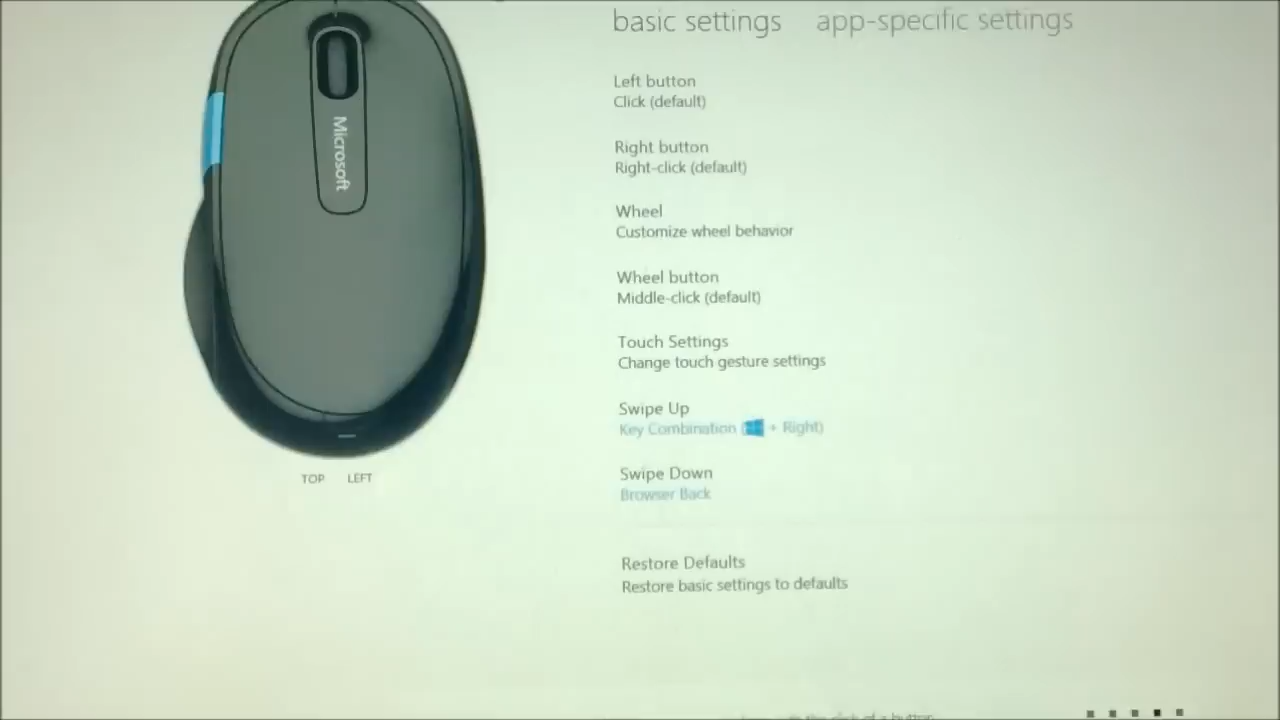 basic settings app-specific settings
Left button
Click (default)
Right button
Right-click (default)
Microsoft
Wheel
Customize wheel behavior
Wheel button
Middle-click (default)
Touch Settings
Change touch gesture settings
Swipe Up
Key Combination ( + Right)
Swipe Down
Browser Back
TOP LEFT
Restore Defaults
Restore basic settings to defaults